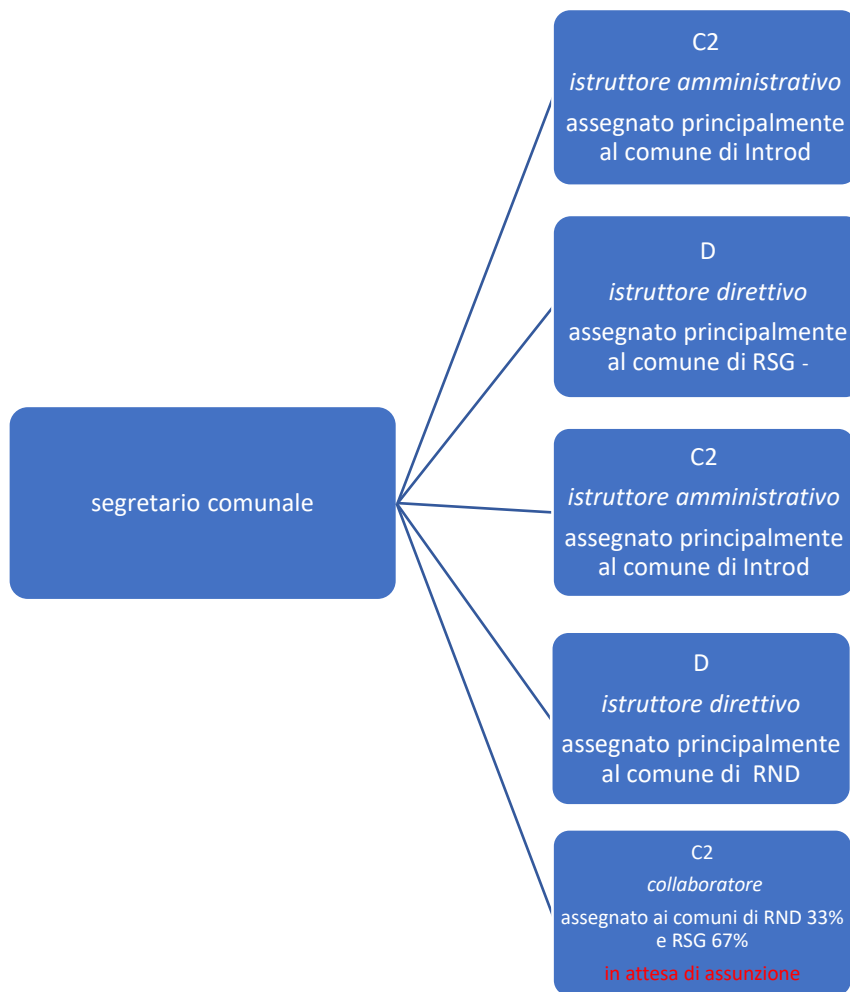 C2
istruttore amministrativo
assegnato principalmente
al comune di Introd
D
istruttore direttivo
assegnato principalmente
al comune di RSG -
segretario comunale
C2
istruttore amministrativo
assegnato principalmente
al comune di Introd
D
istruttore direttivo
assegnato principalmente
al comune di  RND
C2
collaboratore
assegnato ai comuni di RND 33%
e RSG 67%
in attesa di assunzione